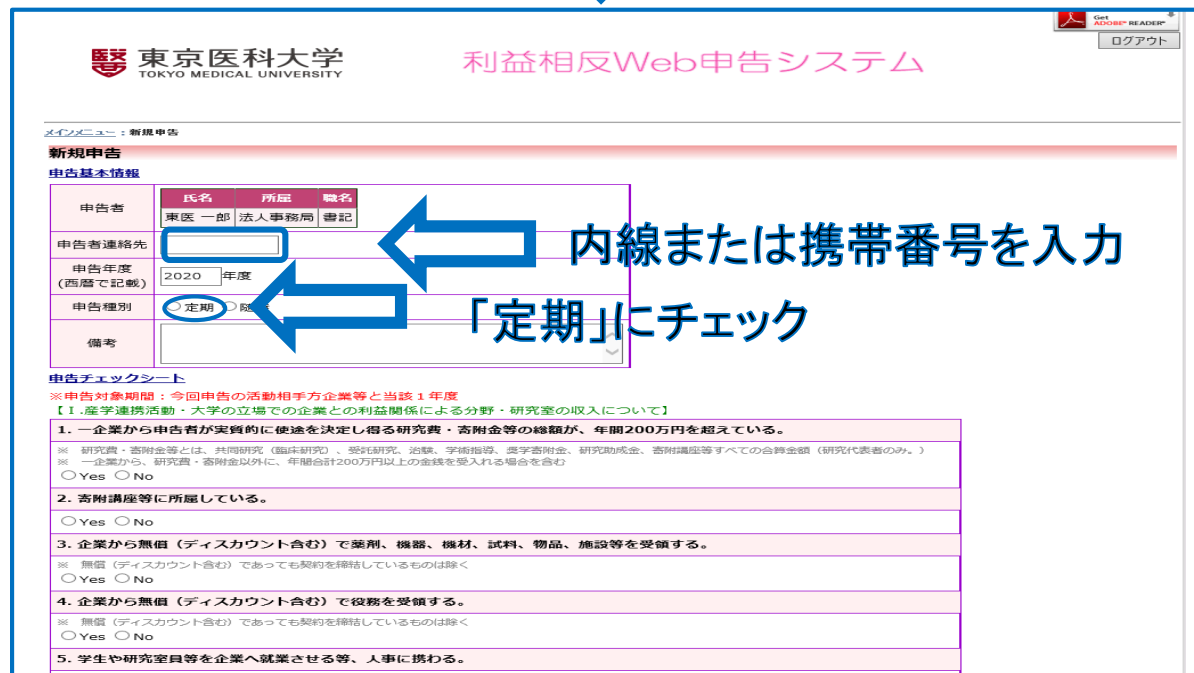 Get
ADOBE® READER®
ログアウト
東京医科大学
TOKYO MEDICAL UNIVERSITY
利益相反Web申告システム
メインメニュー：新規申告
新規申告
申告基本情報
申告者
氏名 所属 職名
東医 一郎 法人事務局 書記
申告者連絡先
内線または携帯番号を入力
申告年度
(西暦で記載)
2020 年度
申告種別
定期 随
「定期」にチェック
備考
申告チェックシート
※申告対象期間：今回申告の活動相手方企業等と当該１年度
【Ⅰ.産学連携活動・大学の立場での企業との利益関係による分野・研究室の収入について】
1. 一企業から申告者が実質的に使途を決定し得る研究費・寄附金等の総額が、年間200万円を超えている。
※ 研究費・寄附金等とは、共同研究（臨床研究）、受託研究、治験、学術指導、奨学寄附金、研究助成金、寄附講座等すべての合算金額（研究代表者のみ。）
※ 一企業から、研究費・寄附金以外に、年間合計200万円以上の金銭を受入れる場合を含む
Yes No
2. 寄附講座等に所属している。
Yes No
3. 企業から無償（ディスカウント含む）で薬剤、機器、機材、試料、物品、施設等を受領する。
※ 無償（ディスカウント含む）であっても契約を締結しているものは除く
Yes No
4. 企業から無償（ディスカウント含む）で役務を受領する。
※ 無償（ディスカウント含む）であっても契約を締結しているものは除く
Yes No
5. 学生や研究室員等を企業へ就業させる等、人事に携わる。